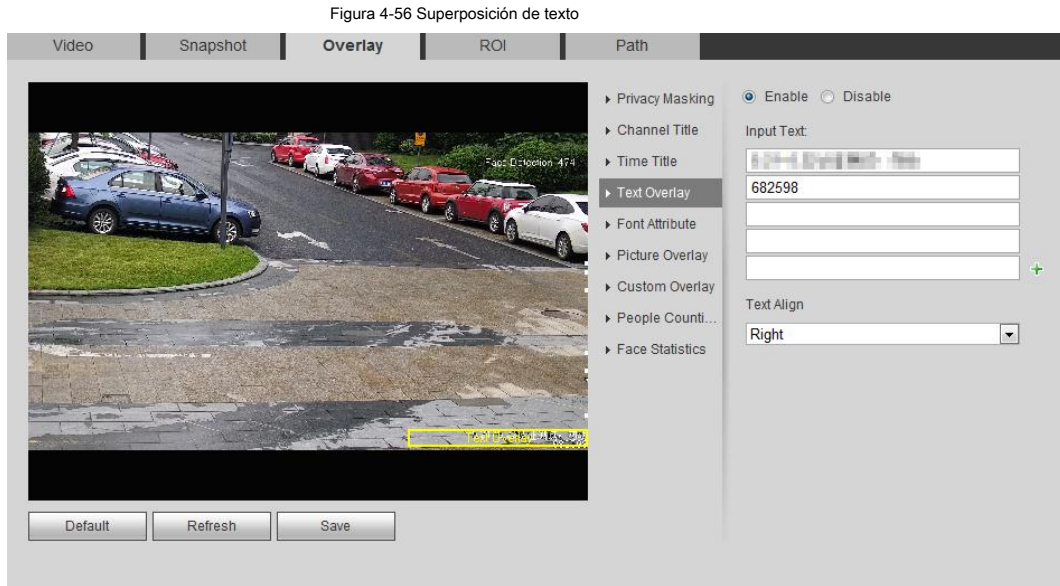 Figura 4-56 Superposición de texto
Video Snapshot Overlay ROI Path
Face Detection 474
Text Overlay
Privacy Masking
Channel Title
Time Title
Text Overlay
Font Attribute
Picture Overlay
Custom Overlay
People Counti...
Face Statistics
Enable Disable
Input Text:
682598
Text Align
Right
Default Refresh Save